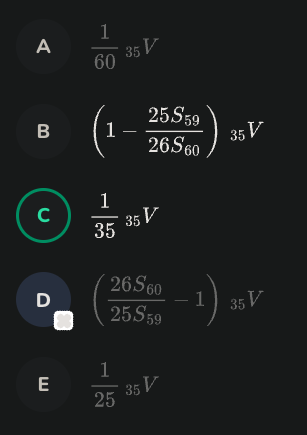 A $\frac{1}{60}\ {}_{35}V$
B $\left(1 - \frac{25S_{59}}{26S_{60}}\right)\ {}_{35}V$
C $\frac{1}{35}\ {}_{35}V$
D $\left(\frac{26S_{60}}{25S_{59}} - 1\right)\ {}_{35}V$
E $\frac{1}{25}\ {}_{35}V$